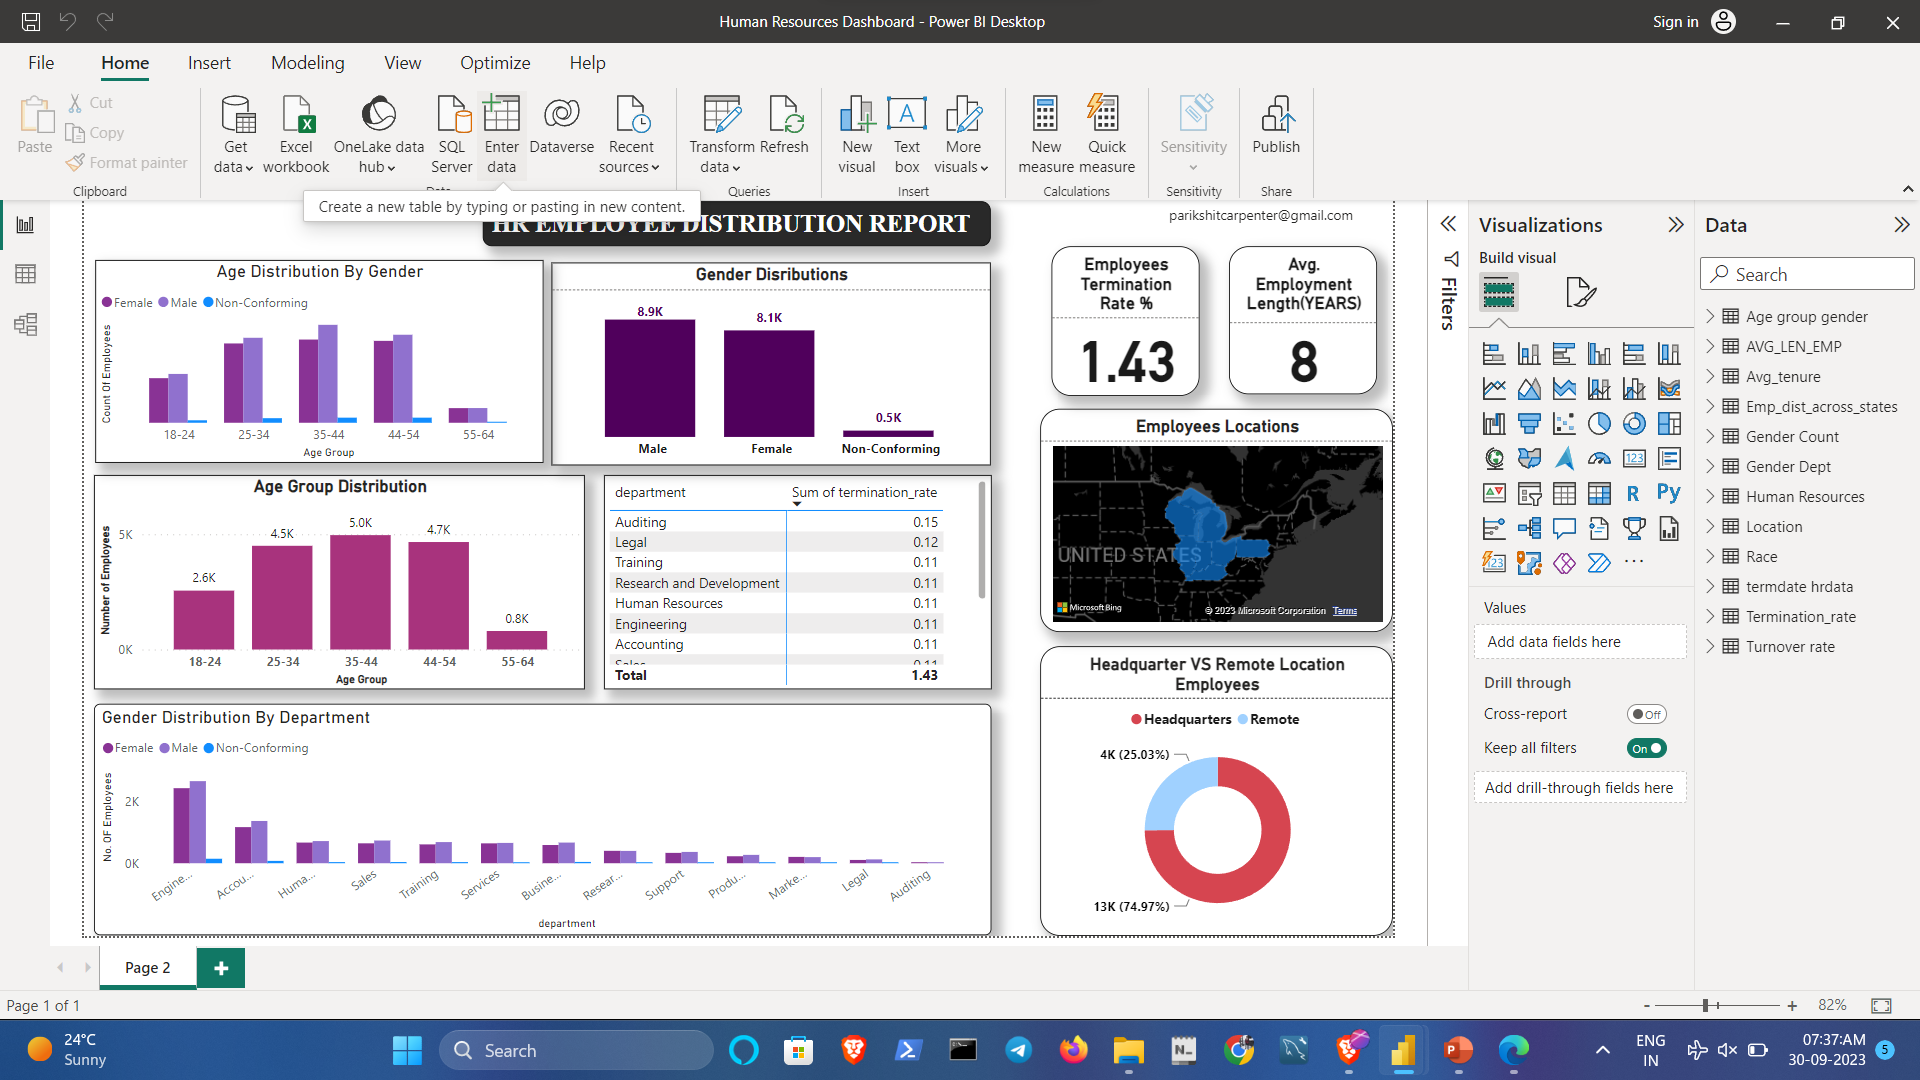 Human Resources Dashboard - Power BI Desktop
Sign in
File Home Insert Modeling View Optimize Help
Paste
Cut
Copy
Format painter
Clipboard
Get data
Excel workbook
OneLake data hub
SQL Server
Enter data
Dataverse
Recent sources
Transform data
Refresh
Queries
New visual
Text box
More visuals
Insert
New measure
Quick measure
Calculations
Sensitivity
Sensitivity
Publish
Share
Create a new table by typing or pasting in new content.
HR EMPLOYEE DISTRIBUTION REPORT
parikshitcarpenter@gmail.com
Age Distribution By Gender
Female Male Non-Conforming
Count Of Employees
18-24 25-34 35-44 44-54 55-64
Age Group
Gender Disributions
8.9K
8.1K
0.5K
Male Female Non-Conforming
Employees Termination Rate %
1.43
Avg. Employment Length(YEARS)
8
Employees Locations
UNITED STATES
Microsoft Bing
© 2023 Microsoft Corporation Terms
Age Group Distribution
Number of Employees
5K
0K
2.6K
4.5K
5.0K
4.7K
0.8K
18-24 25-34 35-44 44-54 55-64
Age Group
department Sum of termination_rate
Auditing 0.15
Legal 0.12
Training 0.11
Research and Development 0.11
Human Resources 0.11
Engineering 0.11
Accounting 0.11
Sales 0.11
Total 1.43
Headquarter VS Remote Location Employees
Headquarters Remote
4K (25.03%)
13K (74.97%)
Gender Distribution By Department
Female Male Non-Conforming
No. OF Employees
2K
0K
Engine... Accou... Huma... Sales Training Services Busine... Resear... Support Produ... Marke... Legal Auditing
department
Filters
Visualizations
Build visual
123
R
Py
123
Values
Add data fields here
Drill through
Cross-report Off
Keep all filters On
Add drill-through fields here
Data
Search
Age group gender
AVG_LEN_EMP
Avg_tenure
Emp_dist_across_states
Gender Count
Gender Dept
Human Resources
Location
Race
termdate hrdata
Termination_rate
Turnover rate
Page 2
Page 1 of 1
- + 82%
24°C
Sunny
Search
ENG
IN
07:37:AM
30-09-2023
5